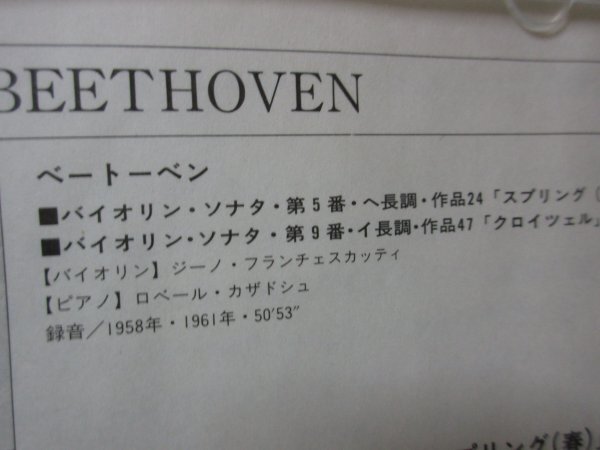 BEETHOVEN
ベートーベン
■バイオリン・ソナタ・第5番・ヘ長調・作品24「スプリング（
■バイオリン・ソナタ・第9番・イ長調・作品47「クロイツェル」
【バイオリン】ジーノ・フランチェスカッティ
【ピアノ】ロベール・カザドシュ
録音／1958年・1961年・50′53″
プリング（春）